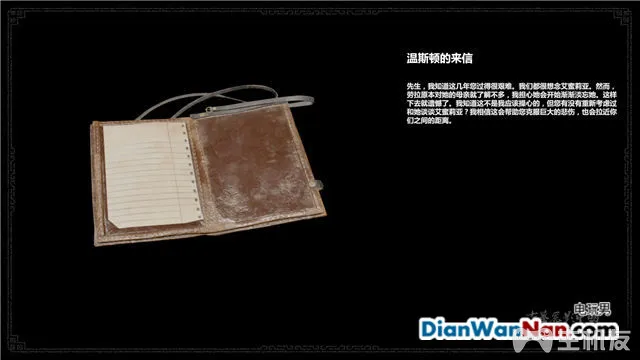 温斯顿的来信
先生，我知道这几年您过得很艰难。我们都很想念艾蜜莉亚。然而，
劳拉原本对她的母亲就了解不多，我担心她会开始渐渐淡忘她。这样
下去就遗憾了。我知道这不是我应该操心的，但您有没有重新考虑过
和她谈谈艾蜜莉亚？我相信这会帮助您克服巨大的悲伤，也会拉近你
们之间的距离。
电玩男
DianWanNan.com